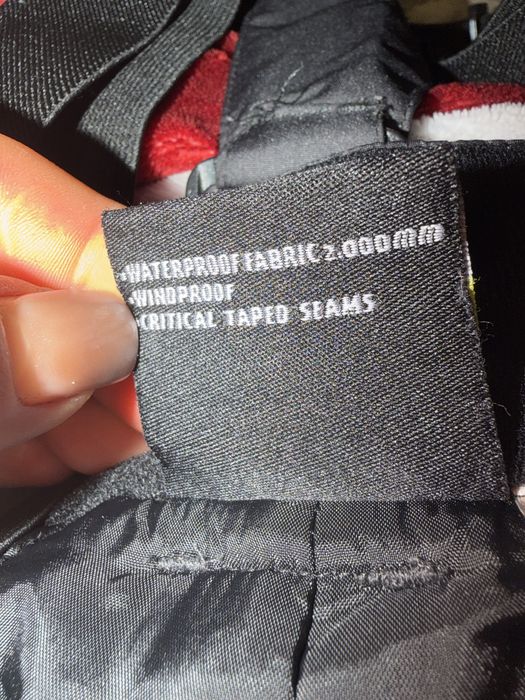 •WATERPROOF FABRIC 2.000mm
•WINDPROOF
•CRITICAL TAPED SEAMS